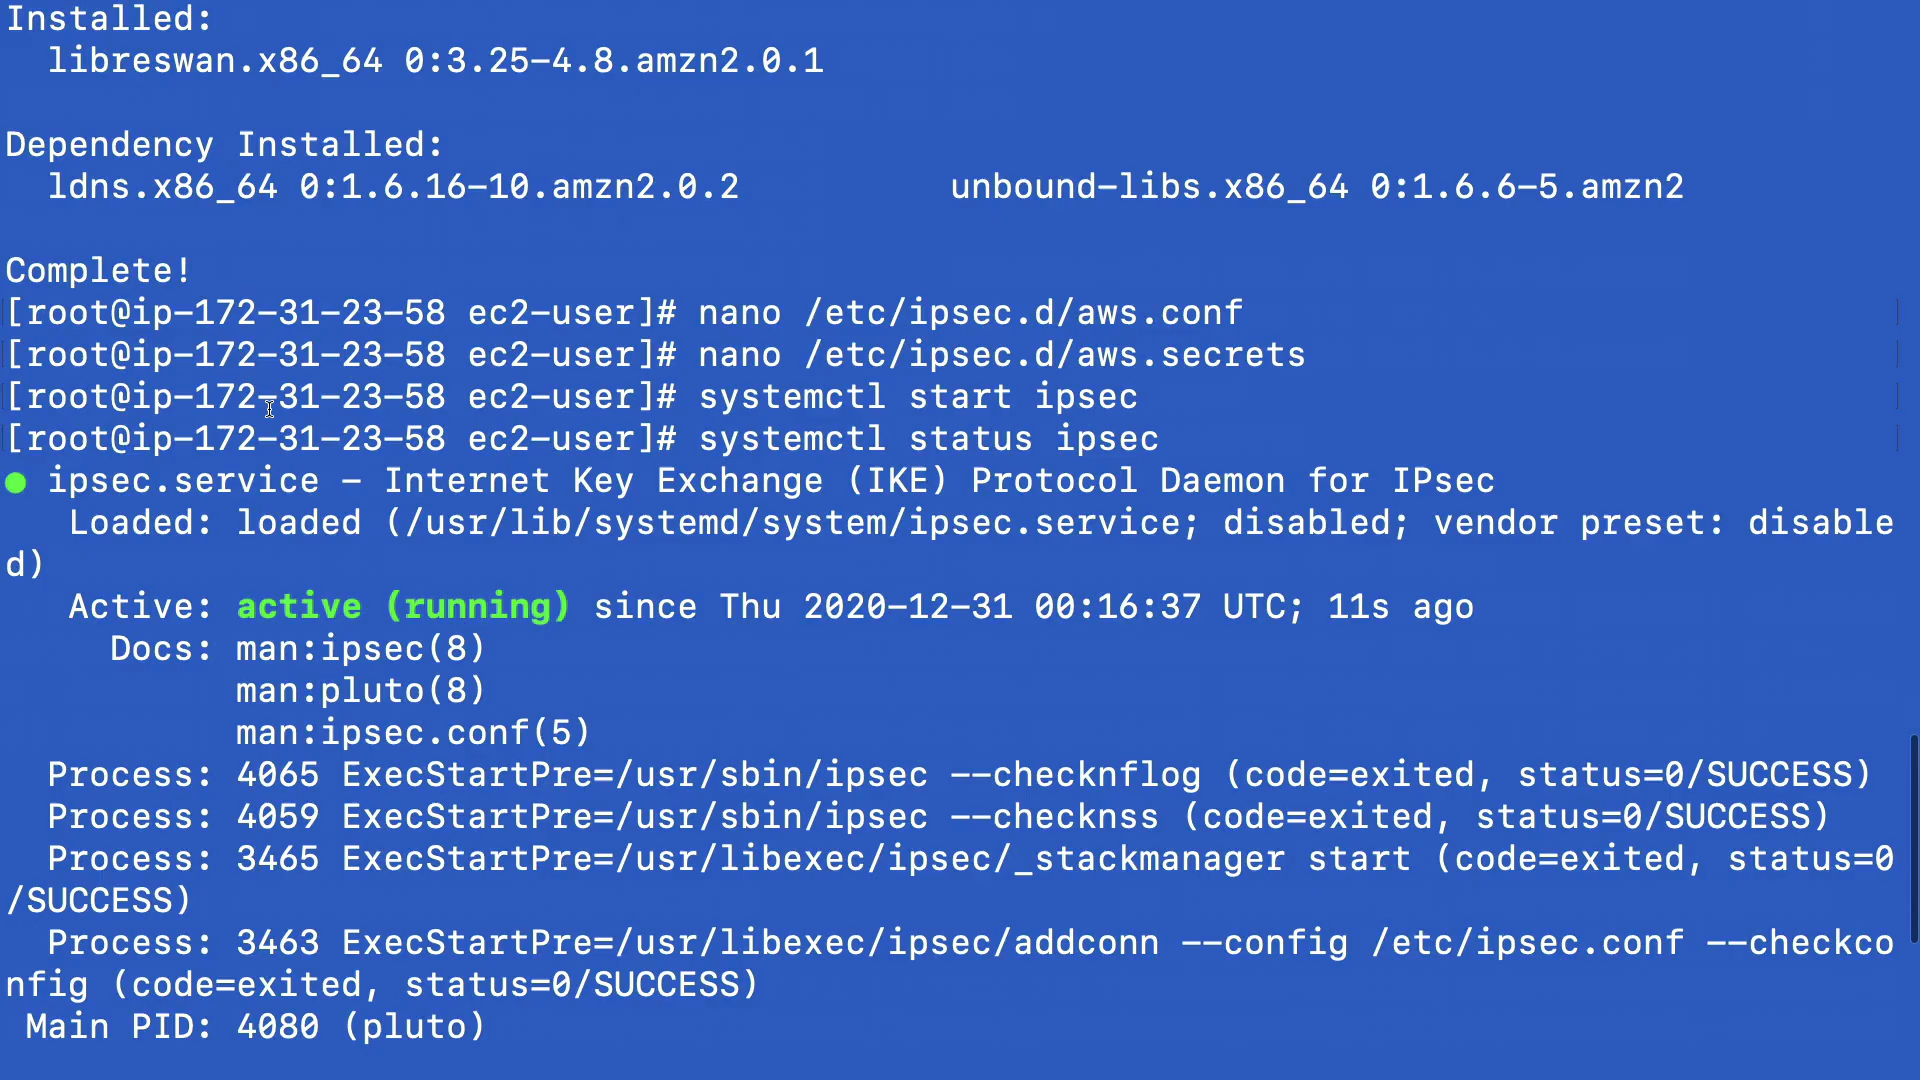 Installed:
libreswan.x86_64 0:3.25-4.8.amzn2.0.1
Dependency Installed:
ldns.x86_64 0:1.6.16-10.amzn2.0.2 unbound-libs.x86_64 0:1.6.6-5.amzn2
Complete!
[root@ip-172-31-23-58 ec2-user]# nano /etc/ipsec.d/aws.conf
[root@ip-172-31-23-58 ec2-user]# nano /etc/ipsec.d/aws.secrets
[root@ip-172-31-23-58 ec2-user]# systemctl start ipsec
[root@ip-172-31-23-58 ec2-user]# systemctl status ipsec
● ipsec.service - Internet Key Exchange (IKE) Protocol Daemon for IPsec
Loaded: loaded (/usr/lib/systemd/system/ipsec.service; disabled; vendor preset: disable
d)
Active: active (running) since Thu 2020-12-31 00:16:37 UTC; 11s ago
Docs: man:ipsec(8)
man:pluto(8)
man:ipsec.conf(5)
Process: 4065 ExecStartPre=/usr/sbin/ipsec --checknflog (code=exited, status=0/SUCCESS)
Process: 4059 ExecStartPre=/usr/sbin/ipsec --checknss (code=exited, status=0/SUCCESS)
Process: 3465 ExecStartPre=/usr/libexec/ipsec/_stackmanager start (code=exited, status=0
/SUCCESS)
Process: 3463 ExecStartPre=/usr/libexec/ipsec/addconn --config /etc/ipsec.conf --checkco
nfig (code=exited, status=0/SUCCESS)
Main PID: 4080 (pluto)